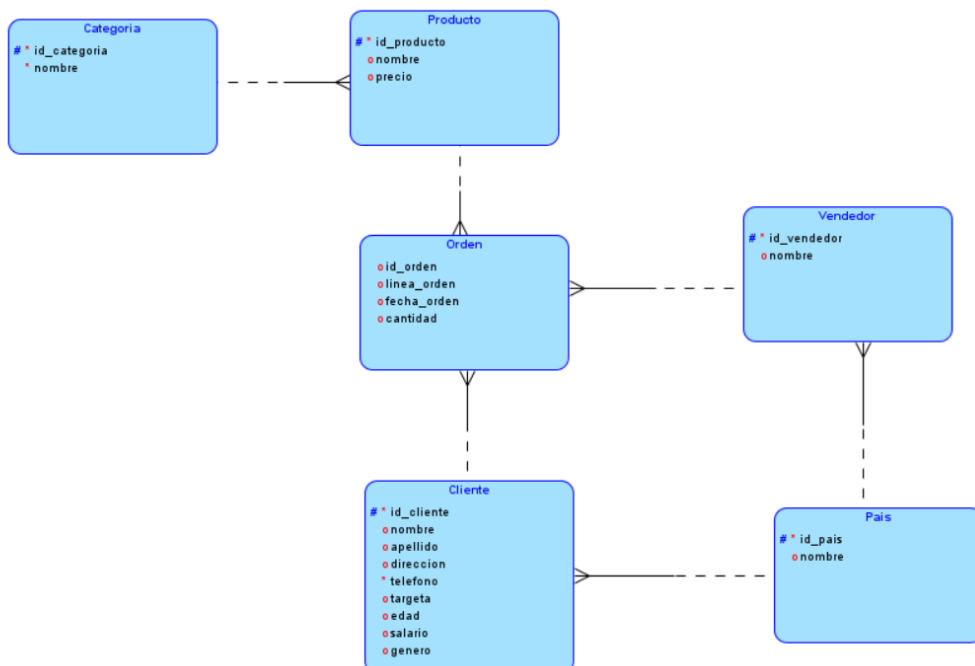 Categoria
# * id_categoria
* nombre
Producto
# * id_producto
o nombre
o precio
Orden
o id_orden
o linea_orden
o fecha_orden
o cantidad
Vendedor
# * id_vendedor
o nombre
Cliente
# * id_cliente
o nombre
o apellido
o direccion
* telefono
o targeta
o edad
o salario
o genero
Pais
# * id_pais
o nombre